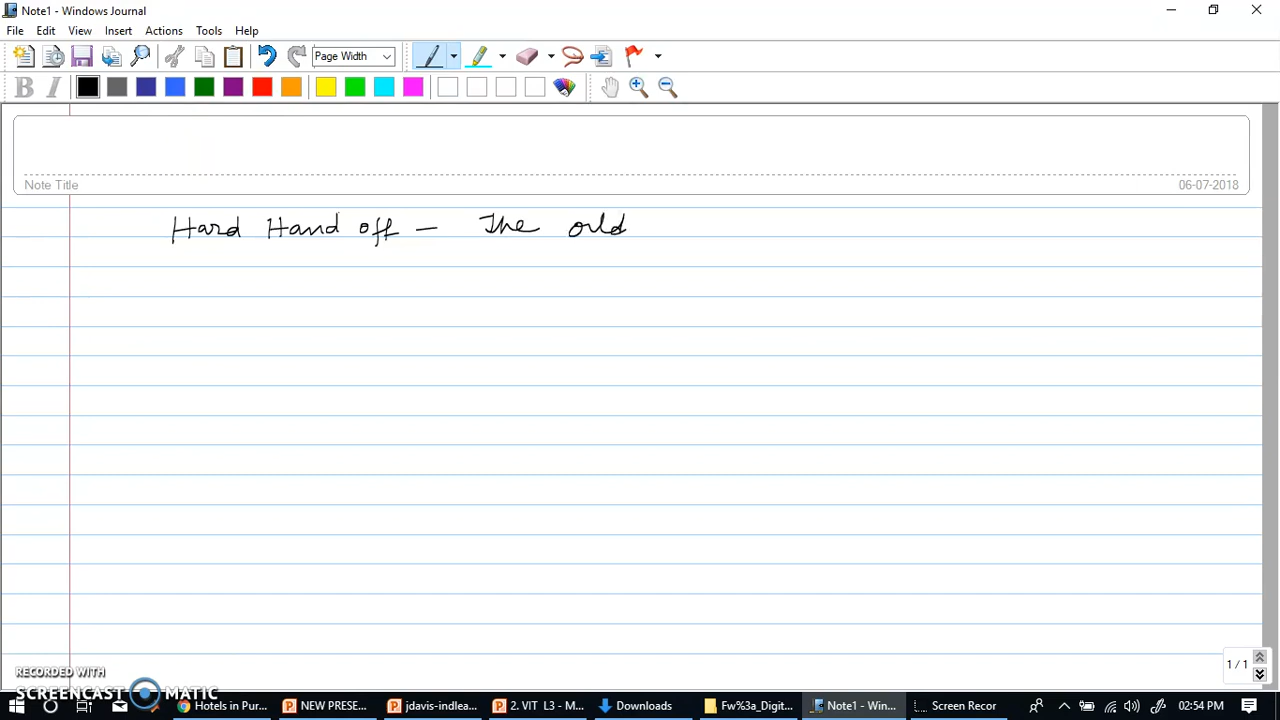 Note1 - Windows Journal
File Edit View Insert Actions Tools Help
Page Width
B I
Note Title 06-07-2018
Hard Hand off - The old
1 / 1
RECORDED WITH
SCREENCAST MATIC
Hotels in Pur... NEW PRESE... jdavis-indlea... 2. VIT L3 - M... Downloads Fw%3a_Digit... Note1 - Win... Screen Recor 02:54 PM